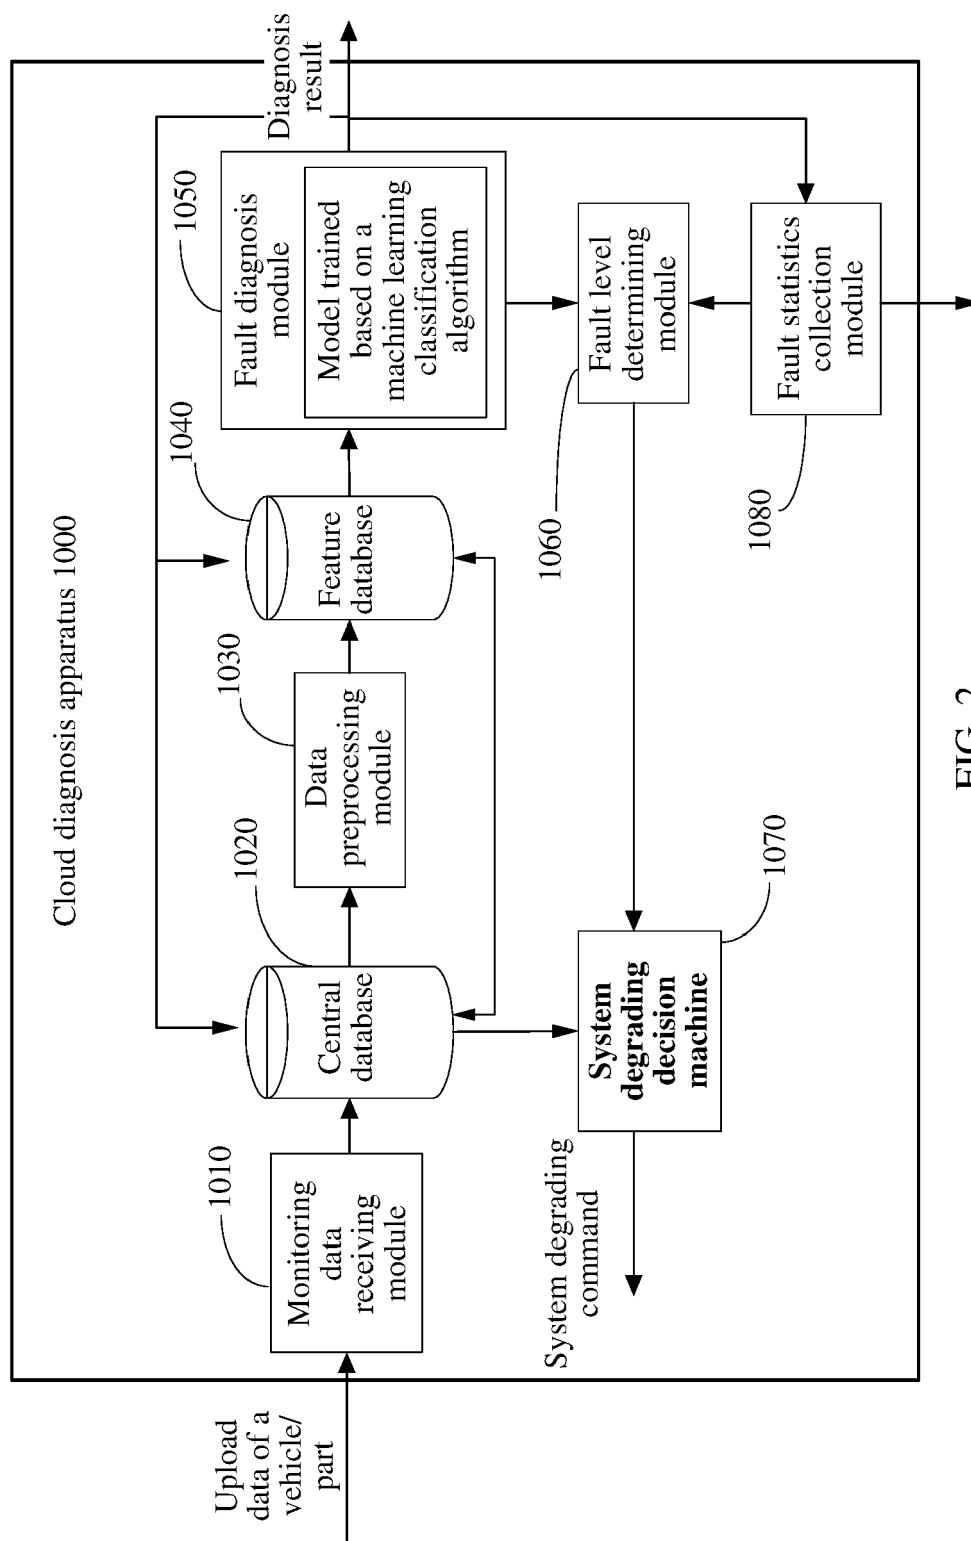 Cloud diagnosis apparatus 1000
Upload
data of a
vehicle/
part
1010
Monitoring
data
receiving
module
1020
Central
database
1030
Data
preprocessing
module
1040
Feature
database
1050
Fault diagnosis
module
Model trained
based on a
machine learning
classification
algorithm
Diagnosis
result
System degrading
command
System
degrading
decision
machine
1070
1060
Fault level
determining
module
1080
Fault statistics
collection
module
FIG. 2